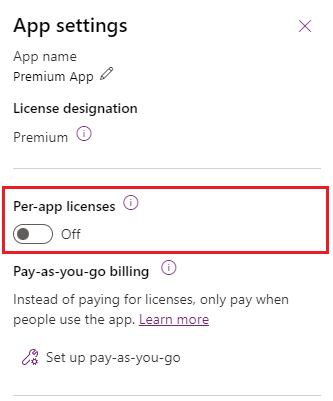 App settings
App name
Premium App
License designation
Premium
Per-app licenses
Off
Pay-as-you-go billing
Instead of paying for licenses, only pay when
people use the app. Learn more
Set up pay-as-you-go